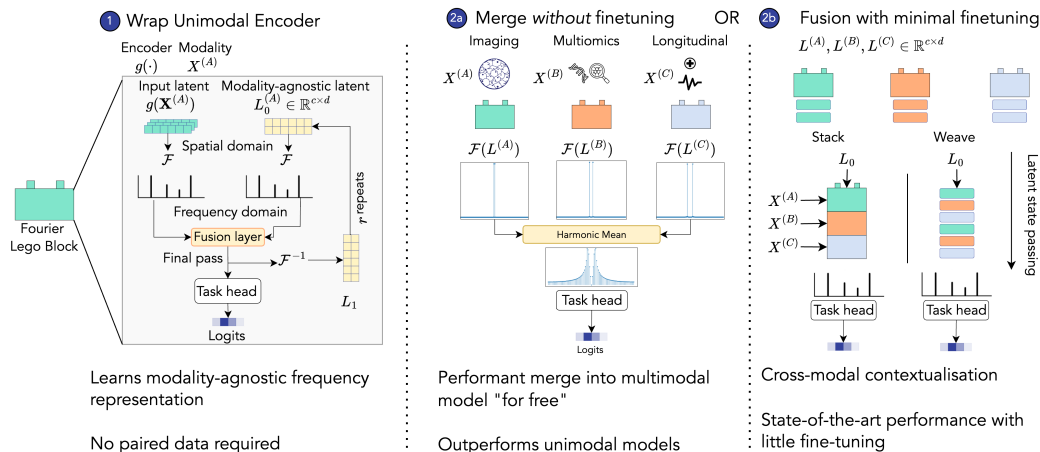 1 Wrap Unimodal Encoder
Encoder Modality
g(·) X^(A)
Input latent Modality-agnostic latent
g(X^(A)) L_0^(A) ∈ ℝ^{c×d}
Spatial domain
ℱ ℱ
Frequency domain
r repeats
Fusion layer
Final pass
ℱ^{-1}
Task head
L_1
Logits
Fourier
Lego Block
Learns modality-agnostic frequency
representation
No paired data required
2a Merge without finetuning
Imaging Multiomics Longitudinal
X^(A) X^(B) X^(C)
ℱ(L^(A)) ℱ(L^(B)) ℱ(L^(C))
Harmonic Mean
Task head
Logits
Performant merge into multimodal
model "for free"
Outperforms unimodal models
OR
2b Fusion with minimal finetuning
L^(A), L^(B), L^(C) ∈ ℝ^{c×d}
Stack Weave
L_0 L_0
X^(A)
X^(B)
X^(C)
Latent state passing
Task head Task head
Cross-modal contextualisation
State-of-the-art performance with
little fine-tuning